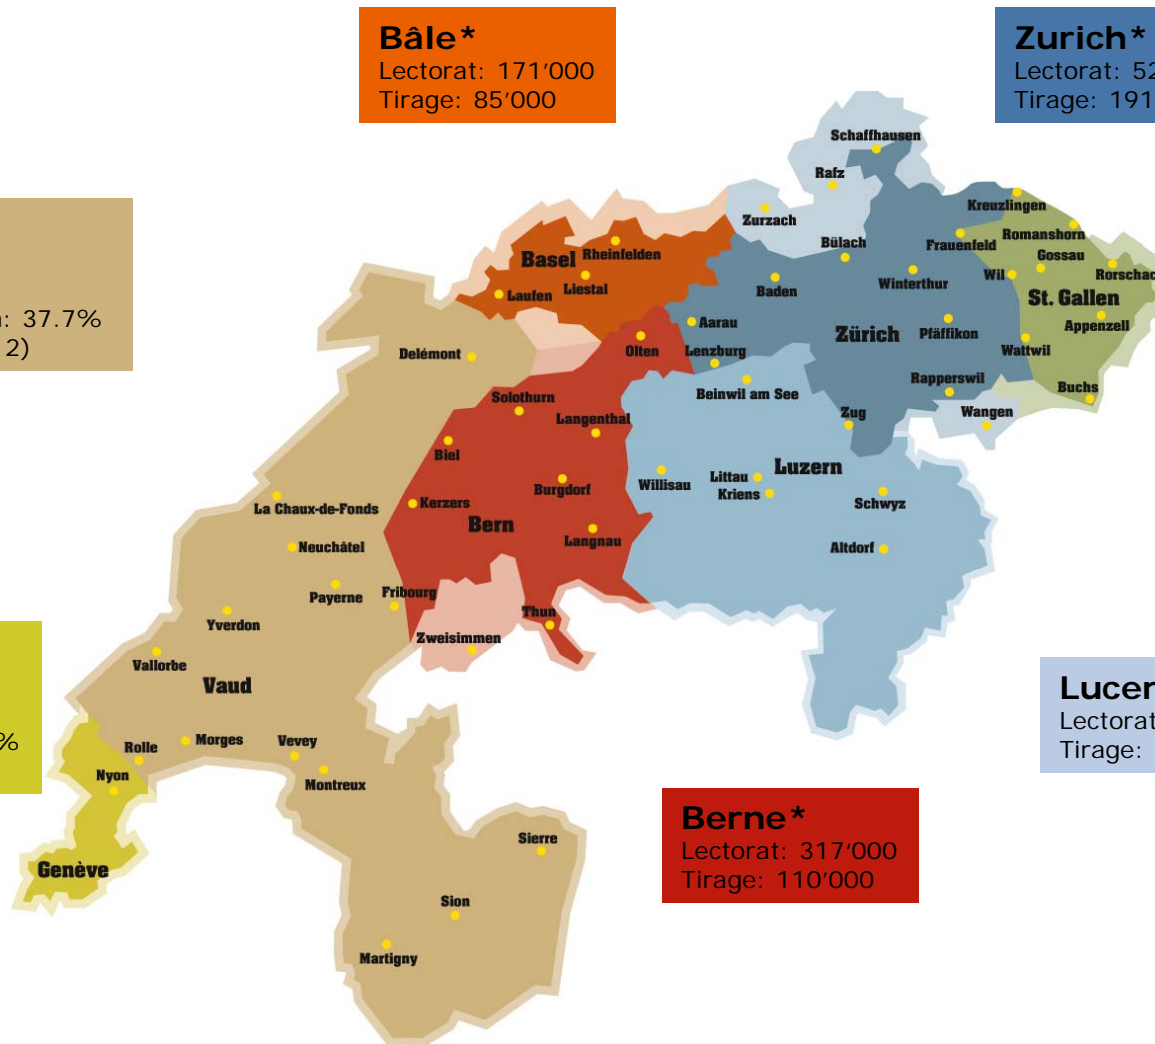 Bâle*
Lectorat: 171’000
Tirage: 85’000
Zurich*
Lectorat: 52
Tirage: 191
: 37.7%
2)
%
Lectorat
Tirage:
Berne*
Lectorat: 317‘000
Tirage: 110’000
Schaffhausen
Rafz
Zurzach
Kreuzlingen
Bülach
Frauenfeld
Romanshorn
Basel
Rheinfelden
Gossau
Laufen
Liestal
Baden
Winterthur
Wil
Rorschac
St. Gallen
Aarau
Appenzell
Zürich
Pfäffikon
Delémont
Olten
Lenzburg
Wattwil
Beinwil am See
Rapperswil
Buchs
Solothurn
Langenthal
Zug
Wangen
Biel
Luzern
Willisau
Littau
Kriens
Burgdorf
La Chaux-de-Fonds
Kerzers
Schwyz
Bern
Neuchâtel
Langnau
Altdorf
Payerne
Fribourg
Yverdon
Thun
Zweisimmen
Vallorbe
Vaud
Rolle
Morges
Vevey
Nyon
Montreux
Genève
Sierre
Sion
Martigny